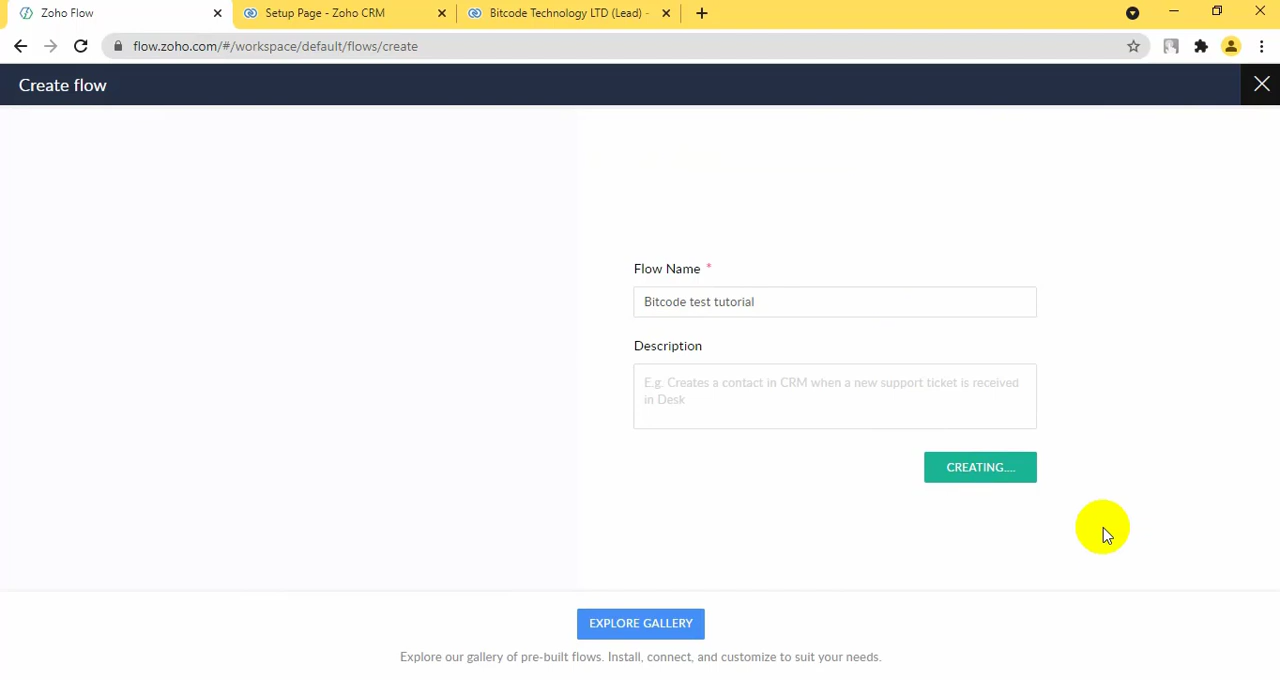 Zoho Flow
Setup Page - Zoho CRM
Bitcode Technology LTD (Lead) -
flow.zoho.com/#/workspace/default/flows/create
Create flow
Flow Name *
Bitcode test tutorial
Description
E.g. Creates a contact in CRM when a new support ticket is received
in Desk
CREATING....
EXPLORE GALLERY
Explore our gallery of pre-built flows. Install, connect, and customize to suit your needs.